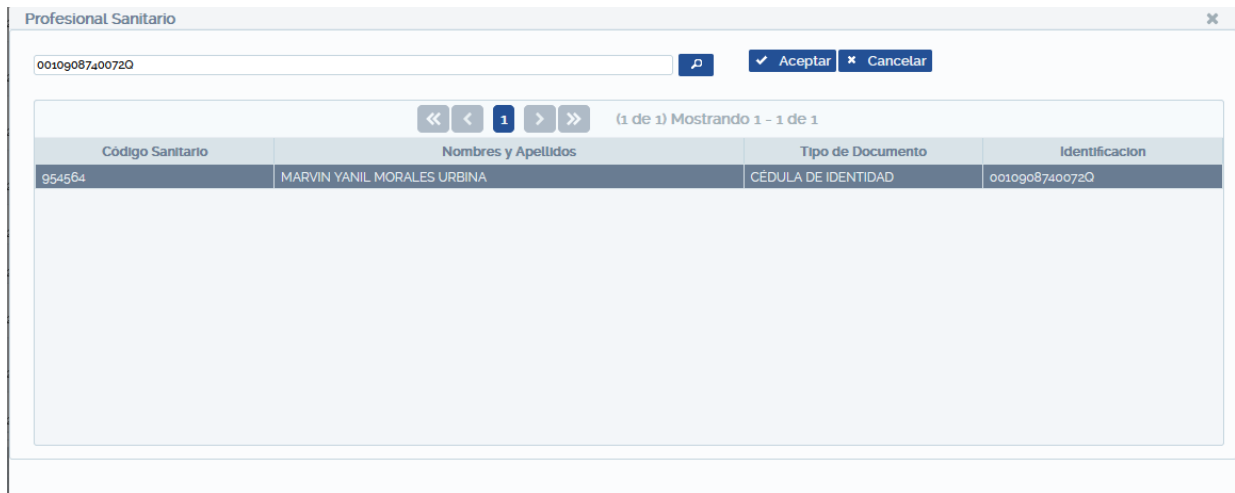 Profesional Sanitario
0010908740072Q
Aceptar
Cancelar
1
(1 de 1) Mostrando 1 - 1 de 1
Código Sanitario Nombres y Apellidos Tipo de Documento Identificacion
954564 MARVIN YANIL MORALES URBINA CÉDULA DE IDENTIDAD 0010908740072Q